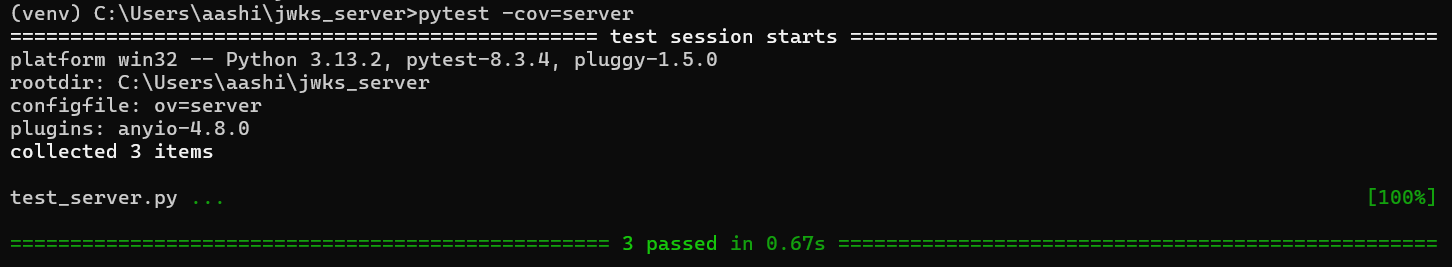 (venv) C:\Users\aashi\jwks_server>pytest -cov=server
================================================= test session starts =================================================
platform win32 -- Python 3.13.2, pytest-8.3.4, pluggy-1.5.0
rootdir: C:\Users\aashi\jwks_server
configfile: ov=server
plugins: anyio-4.8.0
collected 3 items
test_server.py ... [100%]
================================================== 3 passed in 0.67s ==================================================